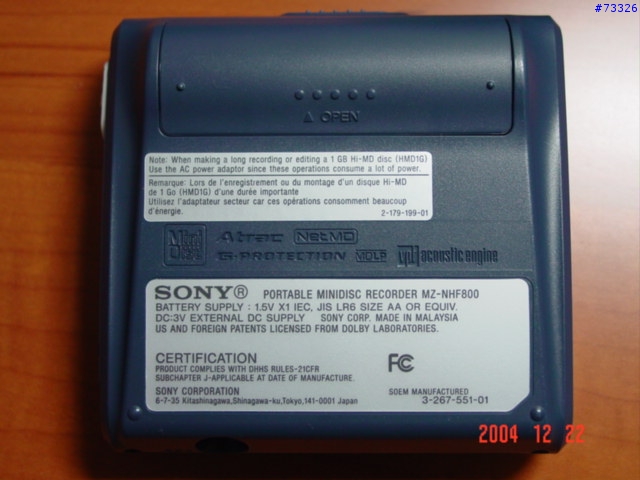 #73326
△ OPEN
Note: When making a long recording or editing a 1 GB Hi-MD disc (HMD1G)
Use the AC power adaptor since these operations consume a lot of power.
Remarque: Lors de l'enregistrement ou du montage d'un disque Hi-MD
de 1 Go (HMD1G) d'une durée importante
Utilisez l'adaptateur secteur car ces opérations consomment beaucoup
d'énergie.
2-179-199-01
Mini Disc Atrac NetMD
G-PROTECTION MDLP acoustic engine
SONY® PORTABLE MINIDISC RECORDER MZ-NHF800
BATTERY SUPPLY : 1.5V X1 IEC, JIS LR6 SIZE AA OR EQUIV.
DC:3V EXTERNAL DC SUPPLY SONY CORP. MADE IN MALAYSIA
US AND FOREIGN PATENTS LICENSED FROM DOLBY LABORATORIES.
CERTIFICATION
PRODUCT COMPLIES WITH DHHS RULES-21CFR
SUBCHAPTER J-APPLICABLE AT DATE OF MANUFACTURE.
FC
SONY CORPORATION
6-7-35 Kitashinagawa,Shinagawa-ku,Tokyo,141-0001 Japan
SOEM MANUFACTURED
3-267-551-01
2004 12 22